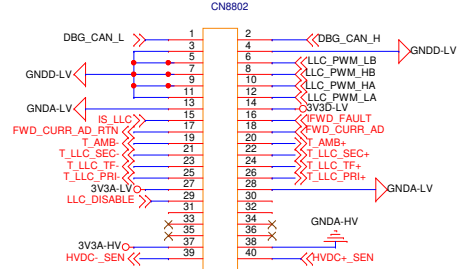 CN8802
DBG_CAN_L 1 2 DBG_CAN_H
3 4 GNDD-LV
5 6 LLC_PWM_LB
GNDD-LV 7 8 LLC_PWM_HB
9 10 LLC_PWM_HA
11 12 LLC_PWM_LA
GNDA-LV 13 14 3V3D-LV
IS_LLC 15 16 IFWD_FAULT
FWD_CURR_AD_RTN 17 18 FWD_CURR_AD
T_AMB- 19 20 T_AMB+
T_LLC_SEC- 21 22 T_LLC_SEC+
T_LLC_TF- 23 24 T_LLC_TF+
T_LLC_PRI- 25 26 T_LLC_PRI+
3V3A-LV 27 28 GNDA-LV
LLC_DISABLE 29 30
31 32
33 34 GNDA-HV
35 36
3V3A-HV 37 38
HVDC-_SEN 39 40 HVDC+_SEN